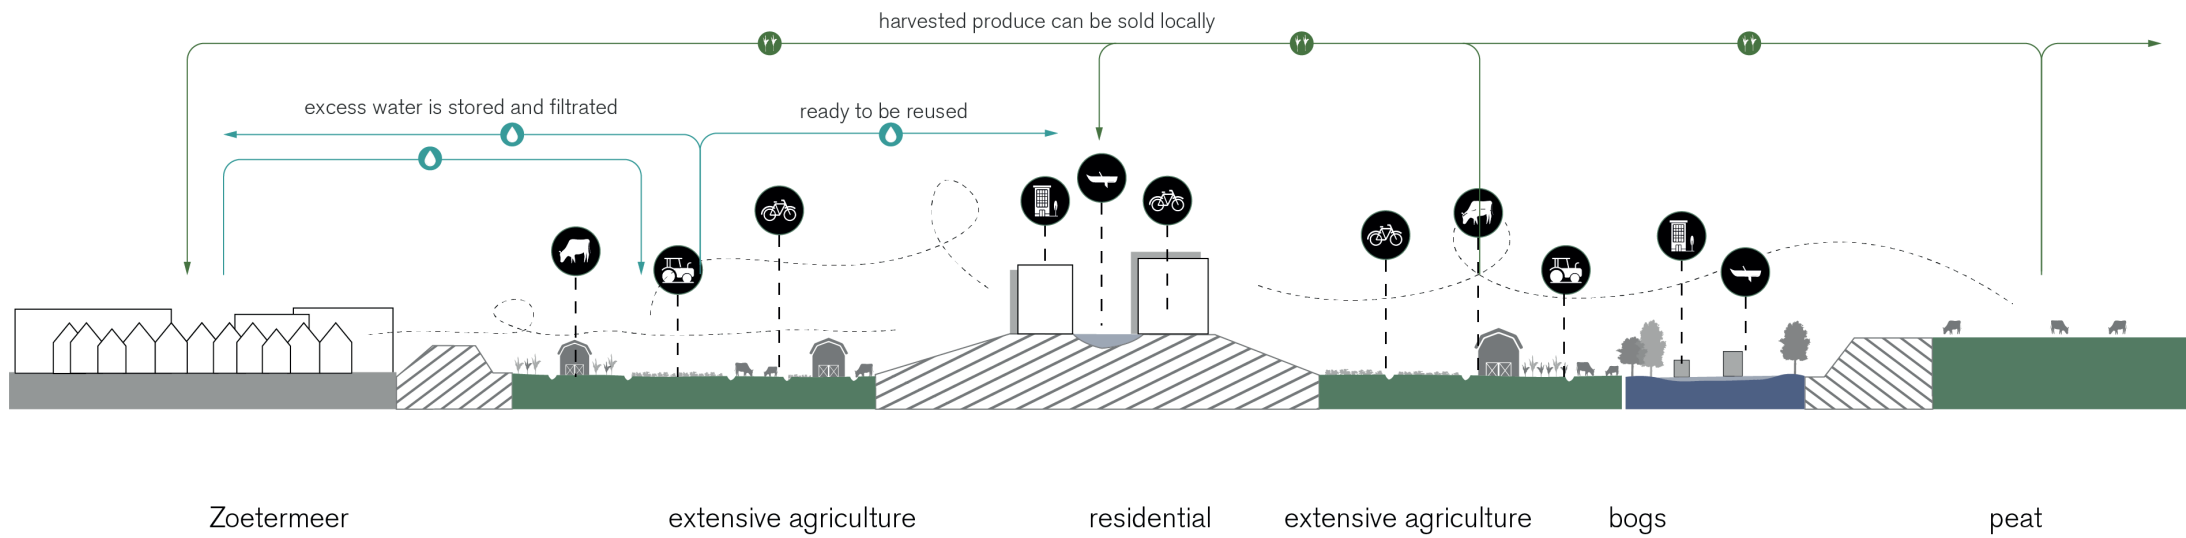 harvested produce can be sold locally
excess water is stored and filtrated
ready to be reused
Zoetermeer
extensive agriculture
residential
extensive agriculture
bogs
peat